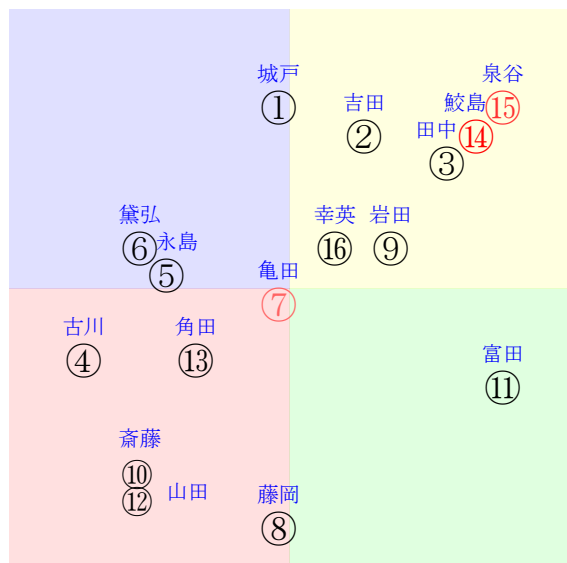 城戸
①
泉谷
⑮
吉田
②
鮫島
⑭
田中
③
黛弘
⑥
永島
⑤
幸英
⑯
岩田
⑨
亀田
⑦
古川
④
角田
⑬
富田
⑪
斎藤
⑩
⑫
山田
藤岡
⑧